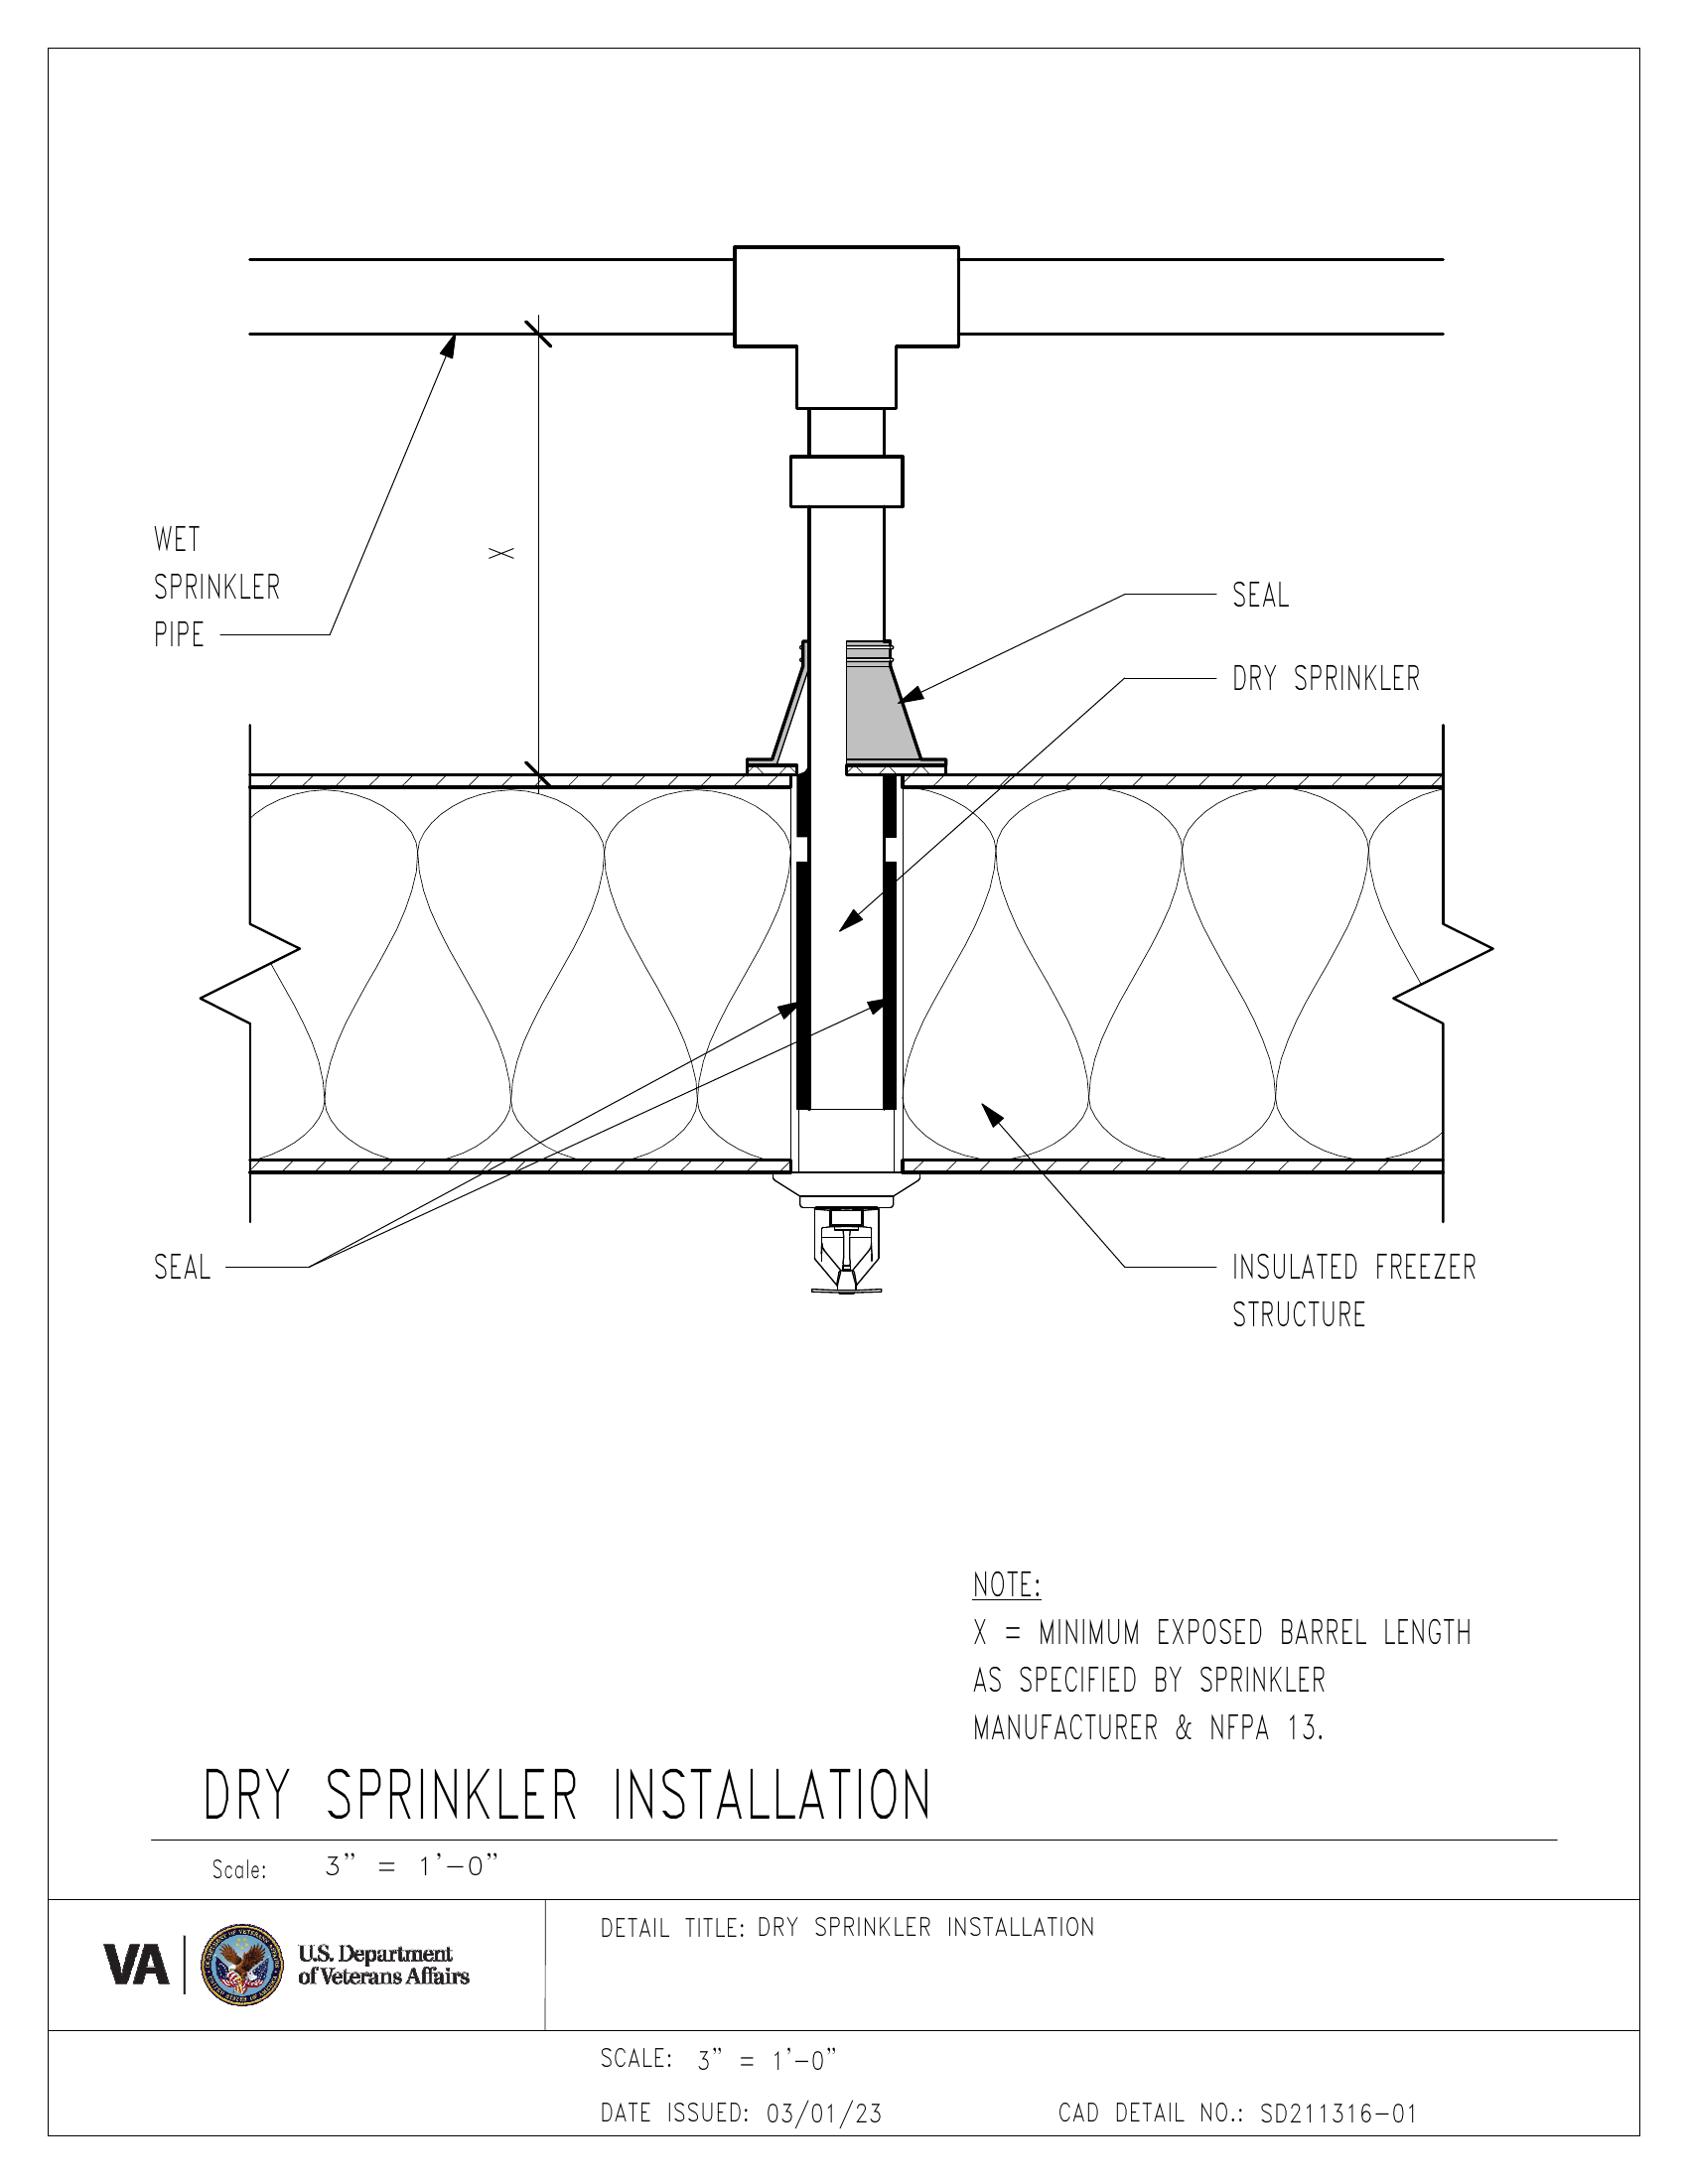 WET
SPRINKLER
PIPE
X
SEAL
DRY SPRINKLER
SEAL
INSULATED FREEZER
STRUCTURE
NOTE:
X = MINIMUM EXPOSED BARREL LENGTH
AS SPECIFIED BY SPRINKLER
MANUFACTURER & NFPA 13.
DRY SPRINKLER INSTALLATION
Scale: 3" = 1'-0"
VA
U.S. Department
of Veterans Affairs
DETAIL TITLE: DRY SPRINKLER INSTALLATION
SCALE: 3" = 1'-0"
DATE ISSUED: 03/01/23 CAD DETAIL NO.: SD211316-01